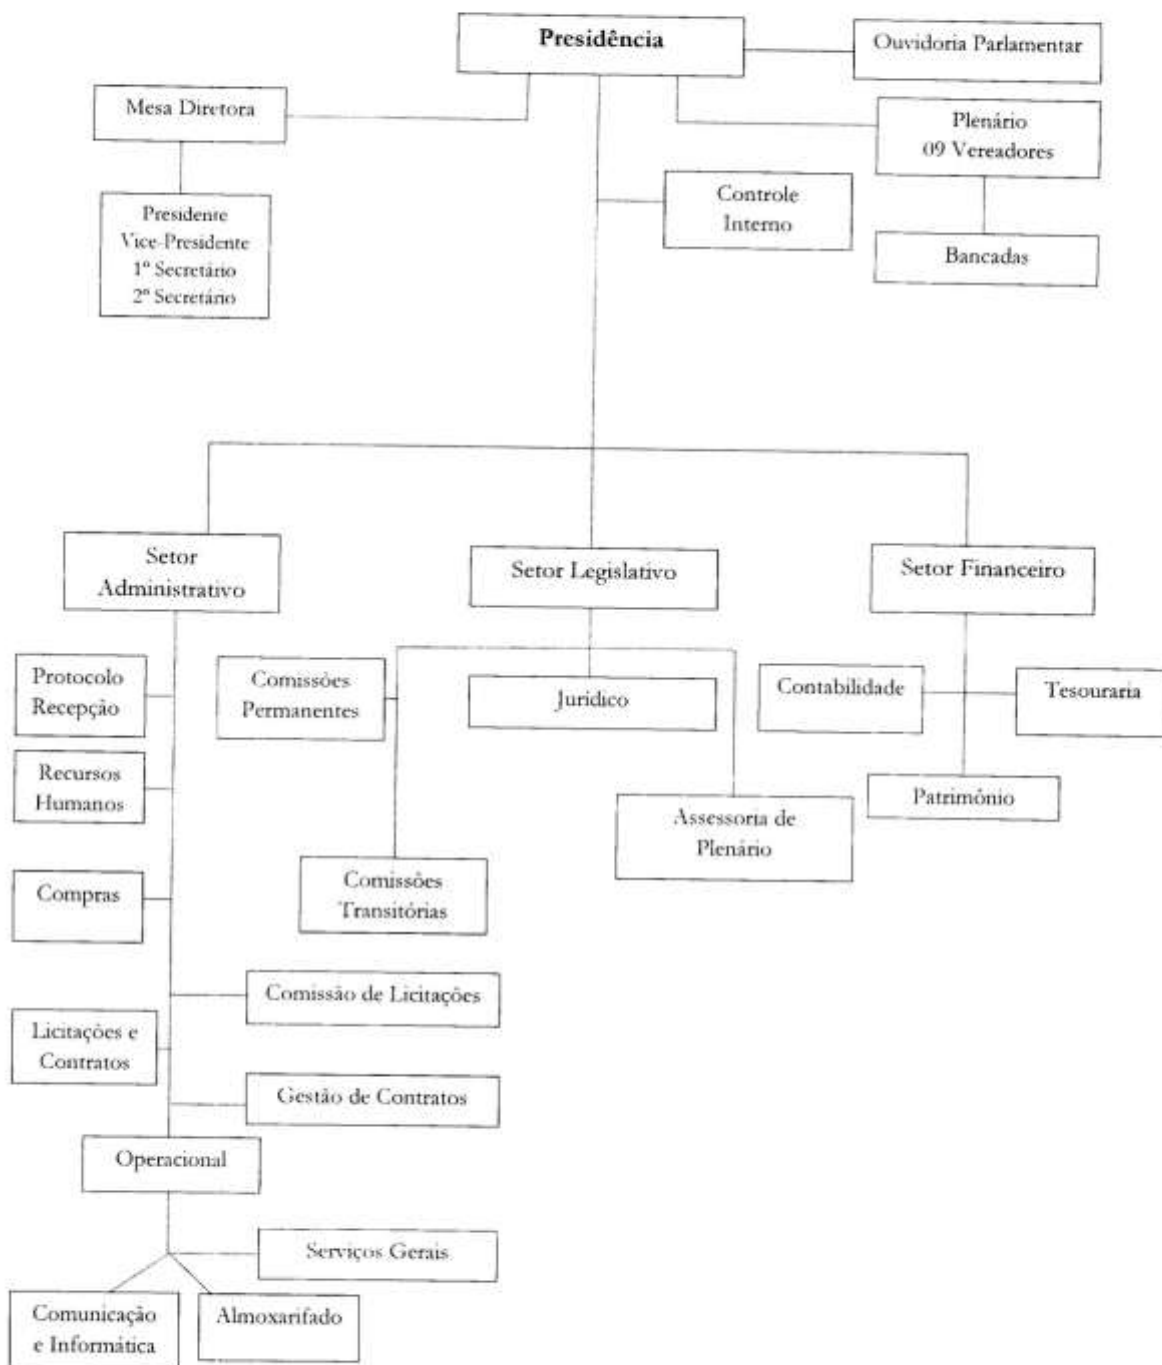 Presidência
Ouvidoria Parlamentar
Mesa Diretora
Plenário
09 Vereadores
Presidente
Vice-Presidente
1º Secretário
2º Secretário
Controle
Interno
Bancadas
Setor
Administrativo
Setor Legislativo
Setor Financeiro
Protocolo
Recepção
Comissões
Permanentes
Jurídico
Contabilidade
Tesouraria
Recursos
Humanos
Patrimônio
Assessoria de
Plenário
Compras
Comissões
Transitórias
Comissão de Licitações
Licitações e
Contratos
Gestão de Contratos
Operacional
Serviços Gerais
Comunicação
e Informática
Almoxarifado